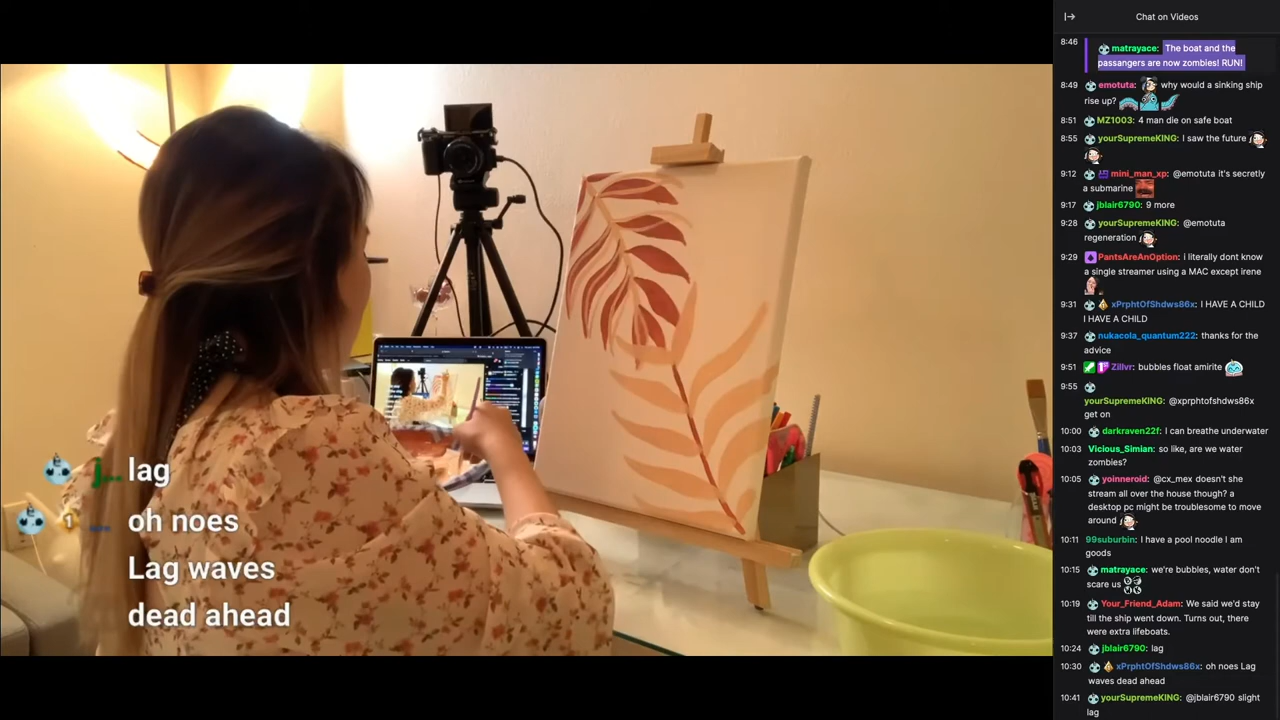 Chat on Videos
8:46
matrayace: The boat and the
passangers are now zombies! RUN!
8:49 emotuta: why would a sinking ship
rise up?
8:51 MZ1003: 4 man die on safe boat
8:55 yourSupremeKING: I saw the future
9:12 mini_man_xp: @emotuta it's secretly
a submarine
9:17 jblair6790: 9 more
9:28 yourSupremeKING: @emotuta
regeneration
9:29 PantsAreAnOption: i literally dont know
a single streamer using a MAC except irene
9:31 xPrphtOfShdws86x: I HAVE A CHILD
I HAVE A CHILD
9:37 nukacola_quantum222: thanks for the
advice
9:51 Zillvr: bubbles float amirite
9:55
yourSupremeKING: @xprphtofshdws86x
get on
10:00 darkraven22f: I can breathe underwater
10:03 Vicious_Simian: so like, are we water
zombies?
10:05 yoinneroid: @cx_mex doesn't she
stream all over the house though? a
desktop pc might be troublesome to move
around
10:11 99suburbin: I have a pool noodle I am
goods
10:15 matrayace: we're bubbles, water don't
scare us
10:19 Your_Friend_Adam: We said we'd stay
till the ship went down. Turns out, there
were extra lifeboats.
10:24 jblair6790: lag
10:30 xPrphtOfShdws86x: oh noes Lag
waves dead ahead
10:41 yourSupremeKING: @jblair6790 slight
lag
j... lag
oh noes
Lag waves
dead ahead